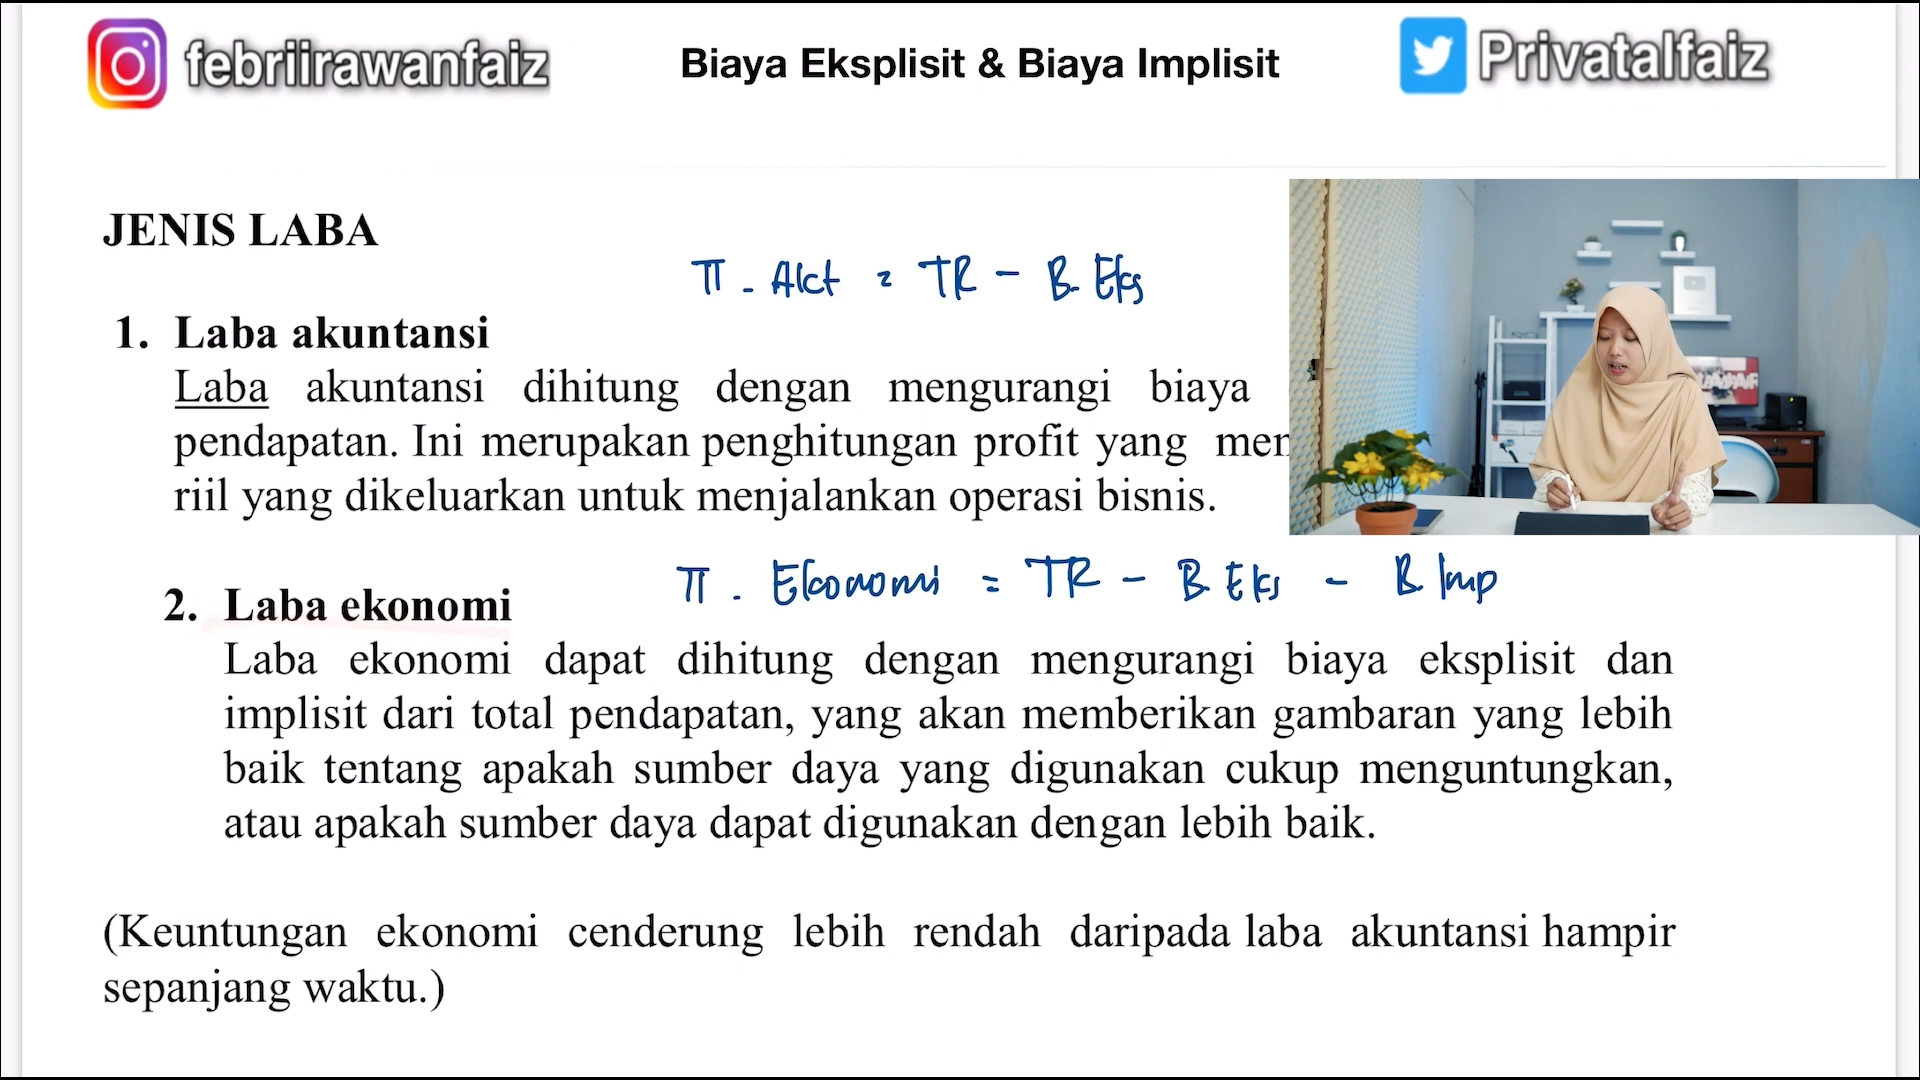 febriirawanfaiz
Biaya Eksplisit & Biaya Implisit
Privatalfaiz
JENIS LABA
π - Akt = TR - B. Eks
1. Laba akuntansi
Laba akuntansi dihitung dengan mengurangi biaya
pendapatan. Ini merupakan penghitungan profit yang men
riil yang dikeluarkan untuk menjalankan operasi bisnis.
π . Ekonomi = TR - B. Eks - B. Imp
2. Laba ekonomi
Laba ekonomi dapat dihitung dengan mengurangi biaya eksplisit dan
implisit dari total pendapatan, yang akan memberikan gambaran yang lebih
baik tentang apakah sumber daya yang digunakan cukup menguntungkan,
atau apakah sumber daya dapat digunakan dengan lebih baik.
(Keuntungan ekonomi cenderung lebih rendah daripada laba akuntansi hampir
sepanjang waktu.)